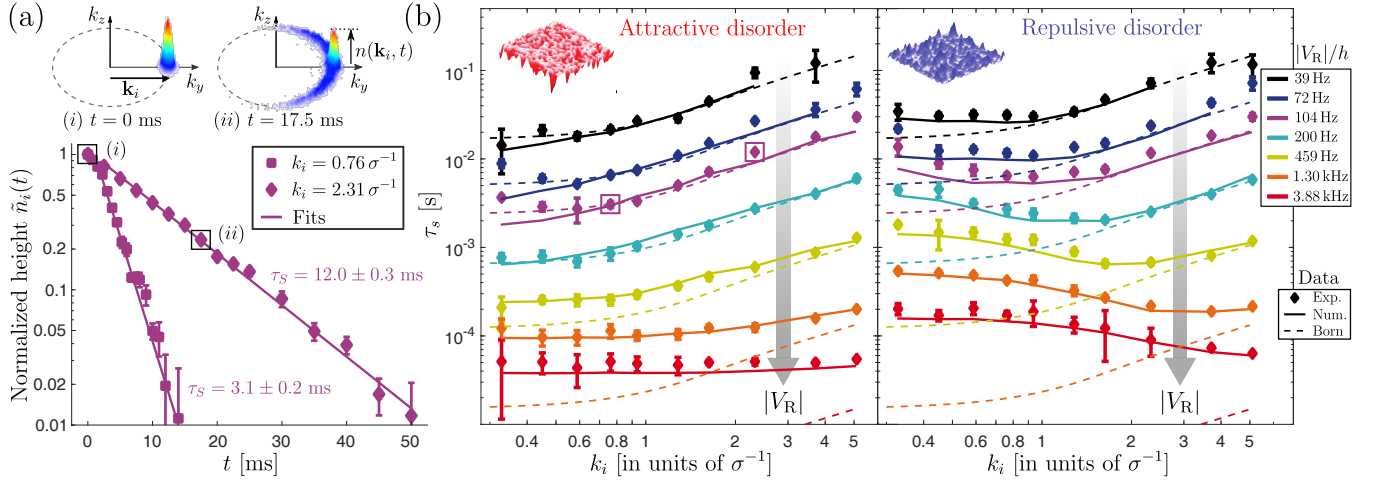 (a)
k_z
k_y
k_i
(i) t = 0 ms
k_z
n(k_i, t)
k_y
(ii) t = 17.5 ms
Normalized height ñ_i(t)
1
0.5
0.2
0.1
0.05
0.02
0.01
(i)
(ii)
k_i = 0.76 σ^{-1}
k_i = 2.31 σ^{-1}
Fits
τ_S = 12.0 ± 0.3 ms
τ_S = 3.1 ± 0.2 ms
0 10 20 30 40 50
t [ms]
(b)
τ_s [s]
10^{-1}
10^{-2}
10^{-3}
10^{-4}
Attractive disorder
|V_R|
0.4 0.6 0.8 1 2 3 4 5
k_i [in units of σ^{-1}]
Repulsive disorder
|V_R|
0.4 0.6 0.8 1 2 3 4 5
k_i [in units of σ^{-1}]
|V_R|/h
39 Hz
72 Hz
104 Hz
200 Hz
459 Hz
1.30 kHz
3.88 kHz
Data
Exp.
Num.
Born